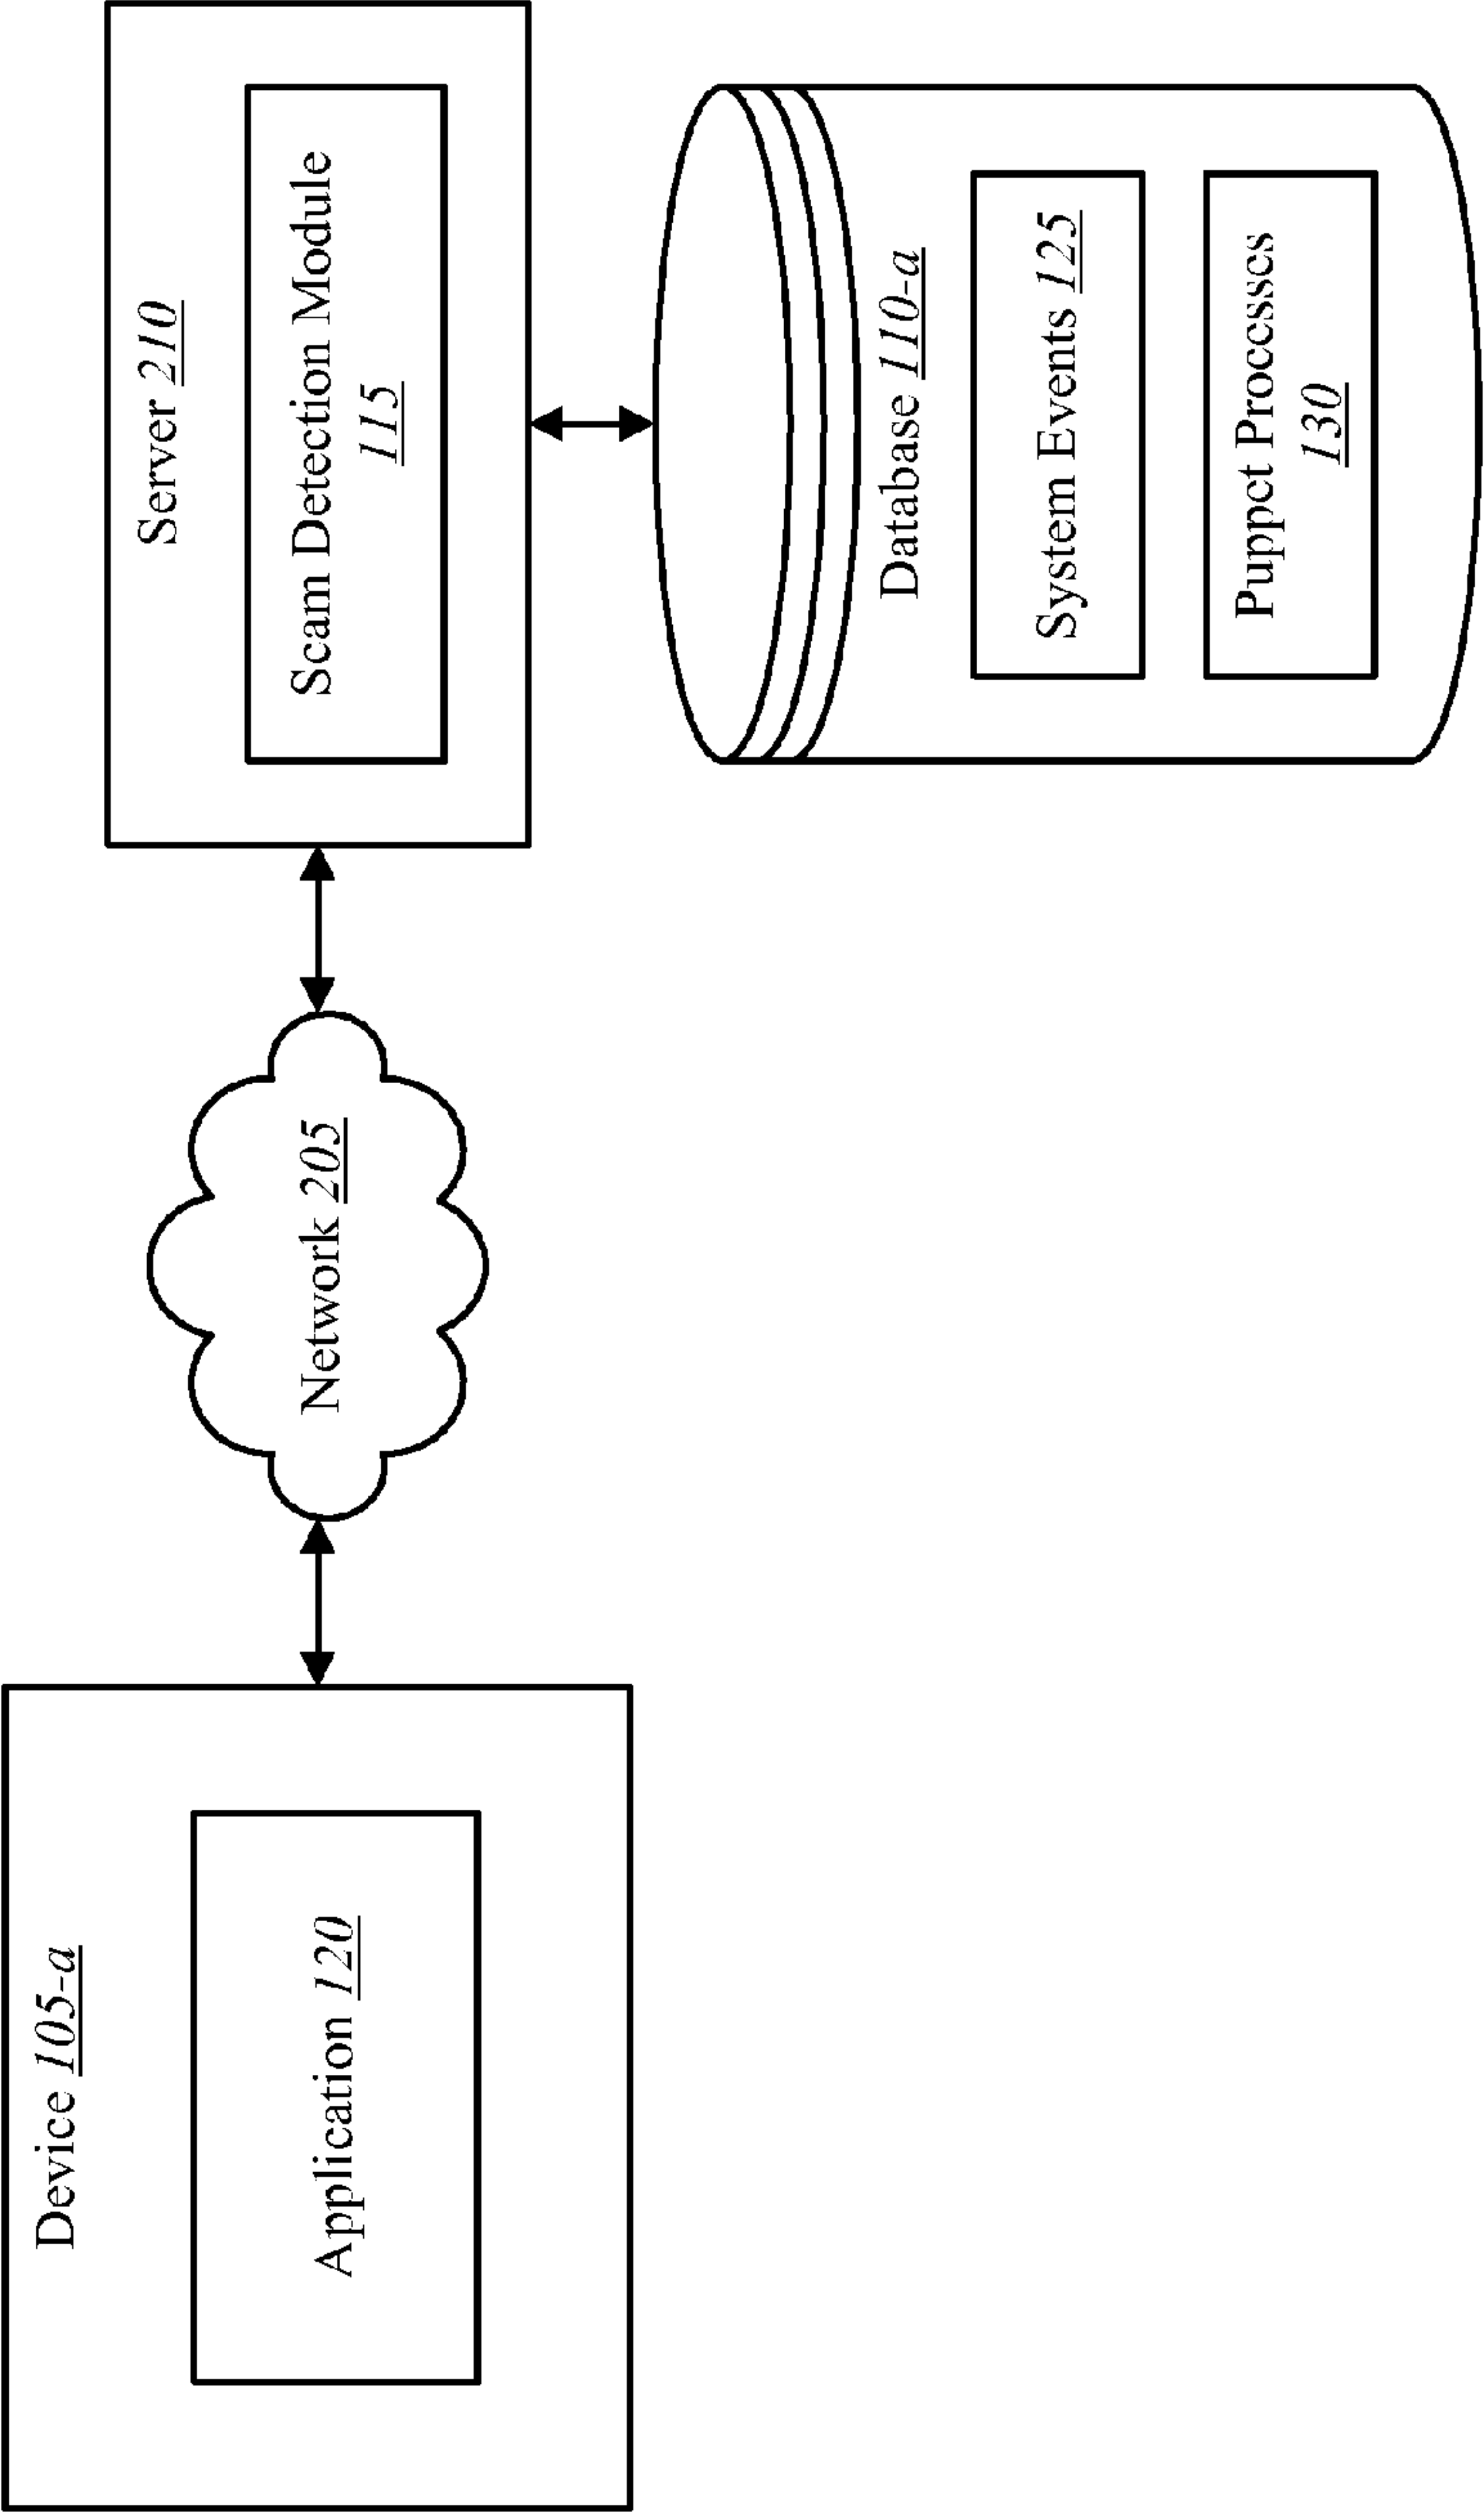 Device 105-a
Application 120
Network 205
Server 210
Scam Detection Module
115
Database 110-a
System Events 125
Puppet Processes
130